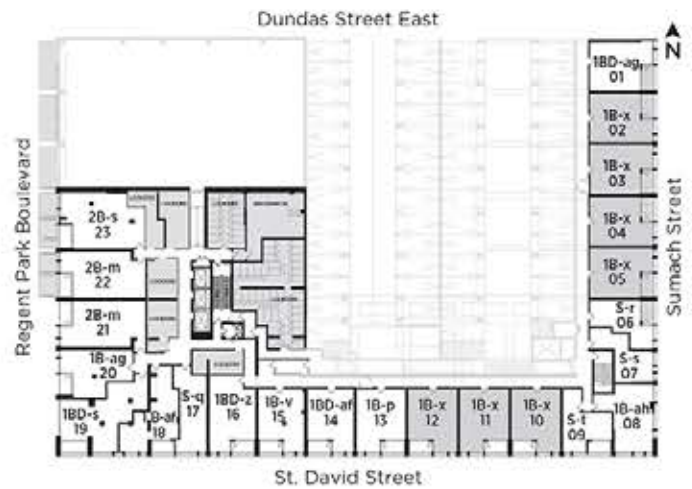 Dundas Street East
N
1BD-ag
01
1B-x
02
1B-x
03
1B-x
04
1B-x
05
S-r
06
S-s
07
1B-ah
08
S-t
09
1B-x
10
1B-x
11
1B-x
12
1B-p
13
1BD-af
14
1B-v
15
1BD-z
16
S-q
17
B-af
18
1BD-s
19
1B-ag
20
2B-m
21
2B-m
22
2B-s
23
Regent Park Boulevard
Sumach Street
St. David Street